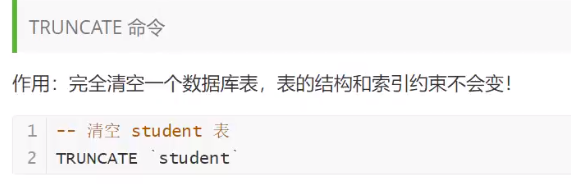 TRUNCATE 命令
作用：完全清空一个数据库表，表的结构和索引约束不会变！
1 -- 清空 student 表
2 TRUNCATE `student`